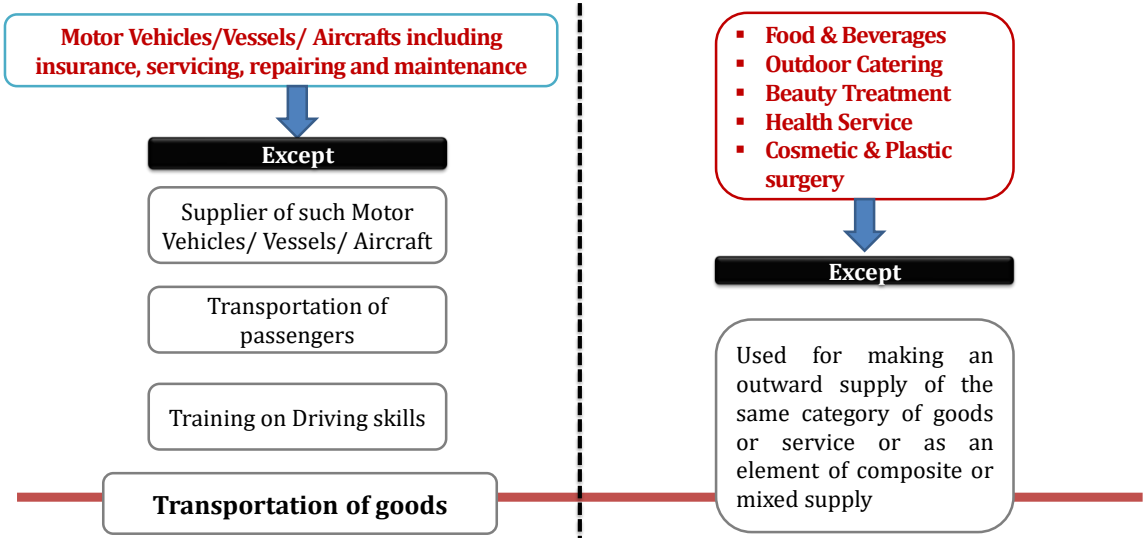 Motor Vehicles/Vessels/ Aircrafts including
insurance, servicing, repairing and maintenance
Except
Supplier of such Motor
Vehicles/ Vessels/ Aircraft
Transportation of
passengers
Training on Driving skills
Transportation of goods
▪ Food & Beverages
▪ Outdoor Catering
▪ Beauty Treatment
▪ Health Service
▪ Cosmetic & Plastic
surgery
Except
Used for making an
outward supply of the
same category of goods
or service or as an
element of composite or
mixed supply